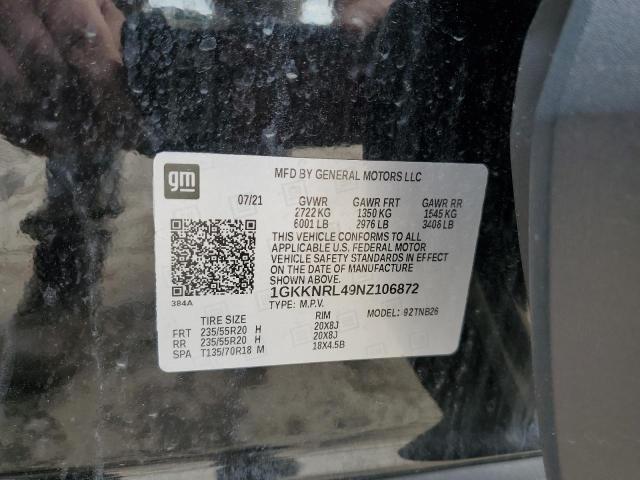 gm
MFD BY GENERAL MOTORS LLC
07/21 GVWR GAWR FRT GAWR RR
2722 KG 1350 KG 1545 KG
6001 LB 2976 LB 3406 LB
THIS VEHICLE CONFORMS TO ALL
APPLICABLE U.S. FEDERAL MOTOR
VEHICLE SAFETY STANDARDS IN EFFECT
ON THE DATE OF MANUFACTURE
SHOWN ABOVE.
1GKKNRL49NZ106872
384A
TYPE: M.P.V. MODEL: 92TNB26
TIRE SIZE RIM
FRT 235/55R20 H 20X8J
RR 235/55R20 H 20X8J
SPA T135/70R18 M 18X4.5B